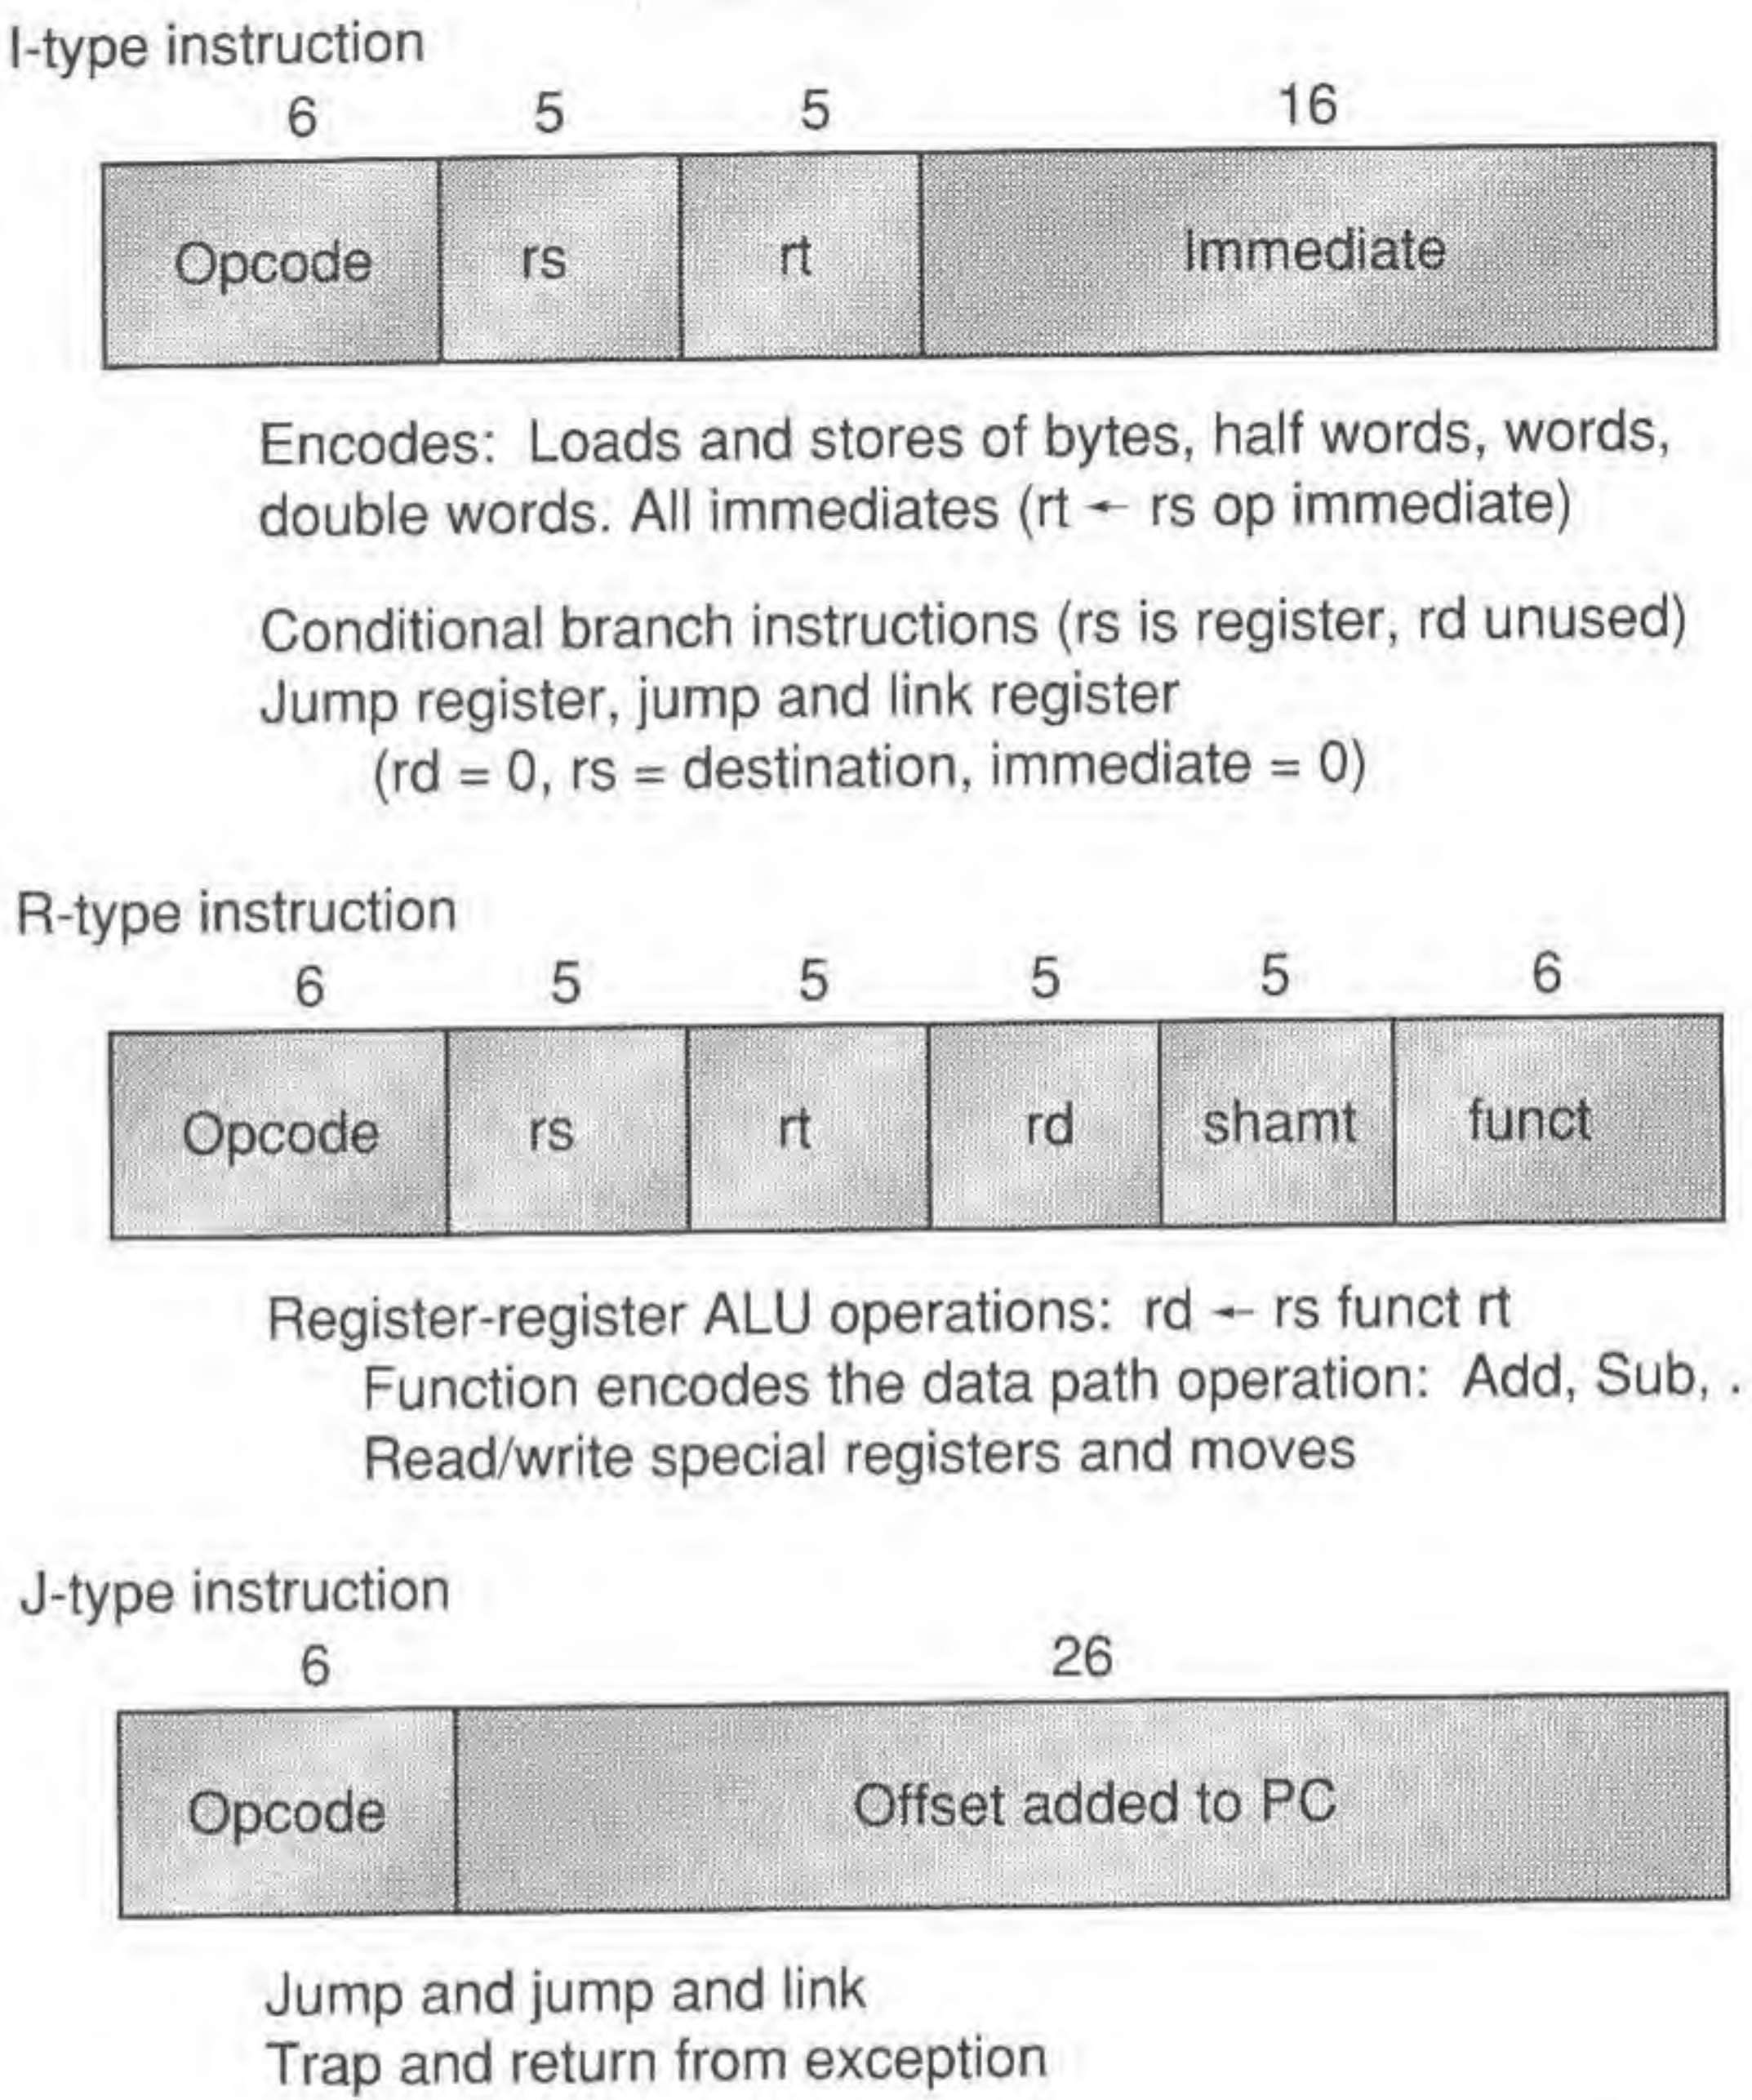 I-type instruction
6 5 5 16
Opcode rs rt Immediate
Encodes: Loads and stores of bytes, half words, words,
double words. All immediates (rt ← rs op immediate)
Conditional branch instructions (rs is register, rd unused)
Jump register, jump and link register
(rd = 0, rs = destination, immediate = 0)
R-type instruction
6 5 5 5 5 6
Opcode rs rt rd shamt funct
Register-register ALU operations: rd ← rs funct rt
Function encodes the data path operation: Add, Sub, .
Read/write special registers and moves
J-type instruction
6 26
Opcode Offset added to PC
Jump and jump and link
Trap and return from exception